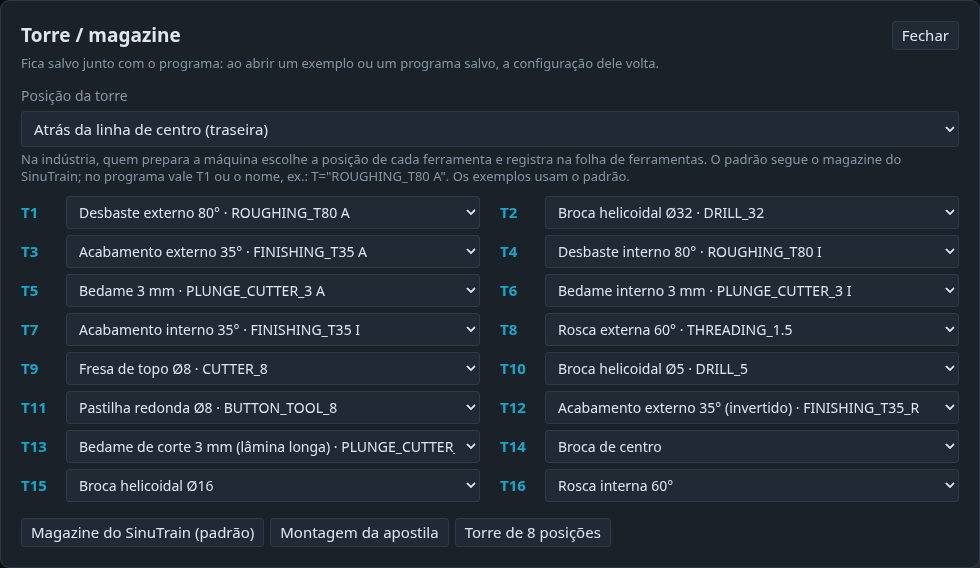 Torre / magazine
Fechar
Fica salvo junto com o programa: ao abrir um exemplo ou um programa salvo, a configuração dele volta.
Posição da torre
Atrás da linha de centro (traseira)
Na indústria, quem prepara a máquina escolhe a posição de cada ferramenta e registra na folha de ferramentas. O padrão segue o magazine do
SinuTrain; no programa vale T1 ou o nome, ex.: T="ROUGHING_T80 A". Os exemplos usam o padrão.
T1 Desbaste externo 80° · ROUGHING_T80 A
T2 Broca helicoidal Ø32 · DRILL_32
T3 Acabamento externo 35° · FINISHING_T35 A
T4 Desbaste interno 80° · ROUGHING_T80 I
T5 Bedame 3 mm · PLUNGE_CUTTER_3 A
T6 Bedame interno 3 mm · PLUNGE_CUTTER_3 I
T7 Acabamento interno 35° · FINISHING_T35 I
T8 Rosca externa 60° · THREADING_1.5
T9 Fresa de topo Ø8 · CUTTER_8
T10 Broca helicoidal Ø5 · DRILL_5
T11 Pastilha redonda Ø8 · BUTTON_TOOL_8
T12 Acabamento externo 35° (invertido) · FINISHING_T35_R
T13 Bedame de corte 3 mm (lâmina longa) · PLUNGE_CUTTER_
T14 Broca de centro
T15 Broca helicoidal Ø16
T16 Rosca interna 60°
Magazine do SinuTrain (padrão)
Montagem da apostila
Torre de 8 posições